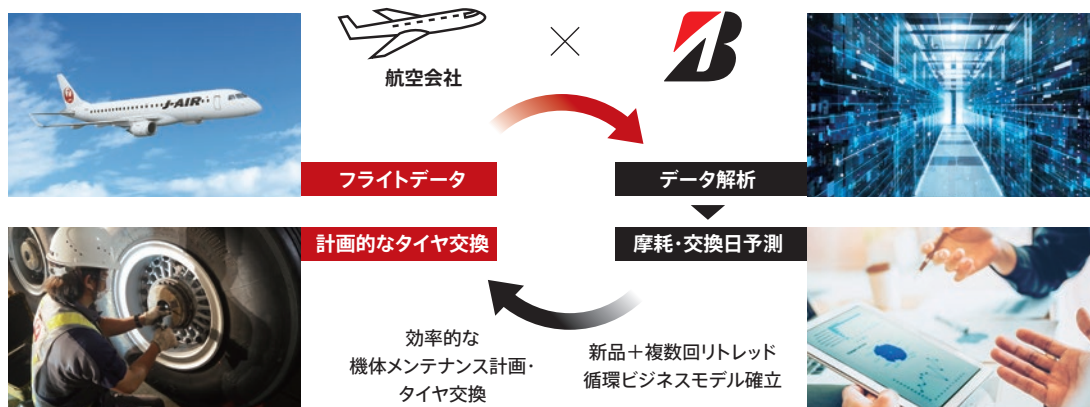 航空会社
J-AIR
フライトデータ
データ解析
計画的なタイヤ交換
摩耗・交換日予測
効率的な
機体メンテナンス計画・
タイヤ交換
新品＋複数回リトレッド
循環ビジネスモデル確立